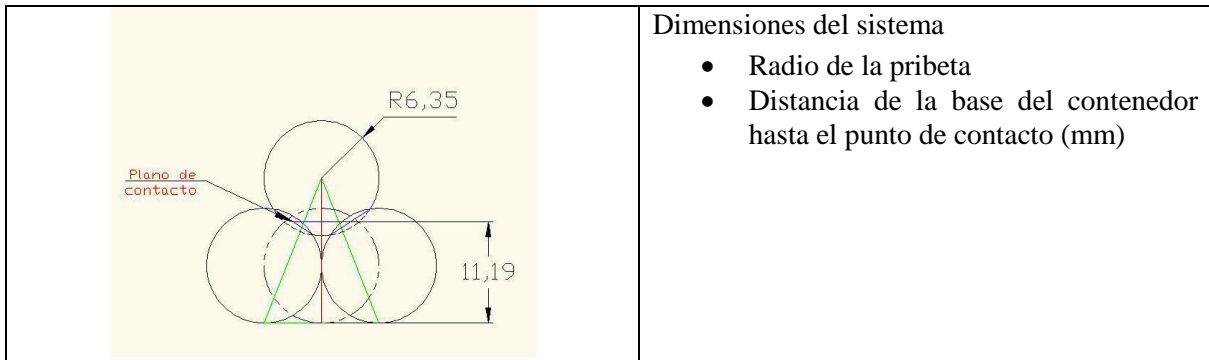 R6,35
Plano de
contacto
11,19
Dimensiones del sistema
• Radio de la pribeta
• Distancia de la base del contenedor
hasta el punto de contacto (mm)